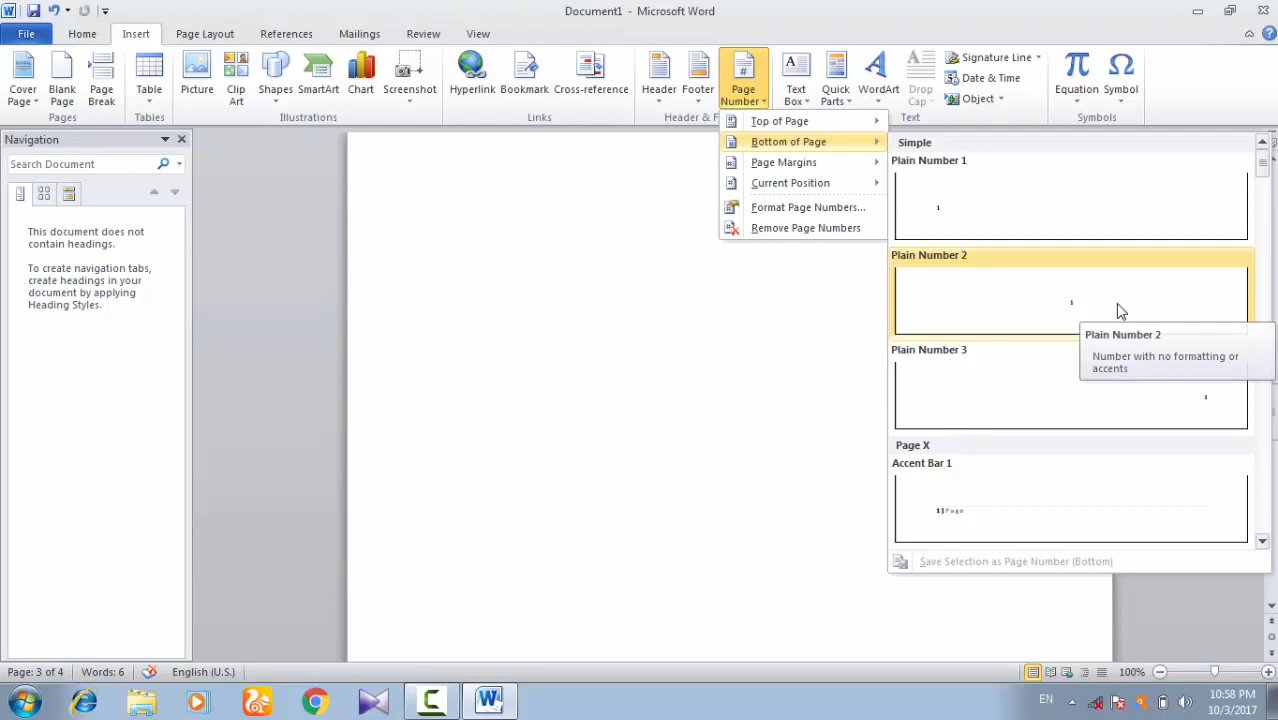 Document1 - Microsoft Word
File Home Insert Page Layout References Mailings Review View
Cover Page
Blank Page
Page Break
Table
Picture
Clip Art
Shapes
SmartArt
Chart
Screenshot
Hyperlink
Bookmark
Cross-reference
Header
Footer
Page Number
Text Box
Quick Parts
WordArt
Drop Cap
Signature Line
Date & Time
Object
Equation
Symbol
Pages
Tables
Illustrations
Links
Header & F
Text
Symbols
Navigation
Search Document
This document does not
contain headings.
To create navigation tabs,
create headings in your
document by applying
Heading Styles.
Top of Page
Bottom of Page
Page Margins
Current Position
Format Page Numbers...
Remove Page Numbers
Simple
Plain Number 1
1
Plain Number 2
1
Plain Number 2
Number with no formatting or
accents
Plain Number 3
1
Page X
Accent Bar 1
1|Page
Save Selection as Page Number (Bottom)
Page: 3 of 4
Words: 6
English (U.S.)
100%
EN
10:58 PM
10/3/2017